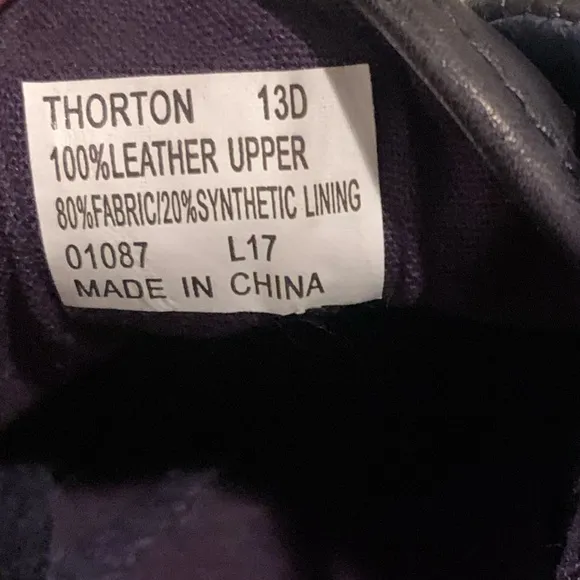 THORTON 13D
100%LEATHER UPPER
80%FABRIC/20%SYNTHETIC LINING
01087 L17
MADE IN CHINA